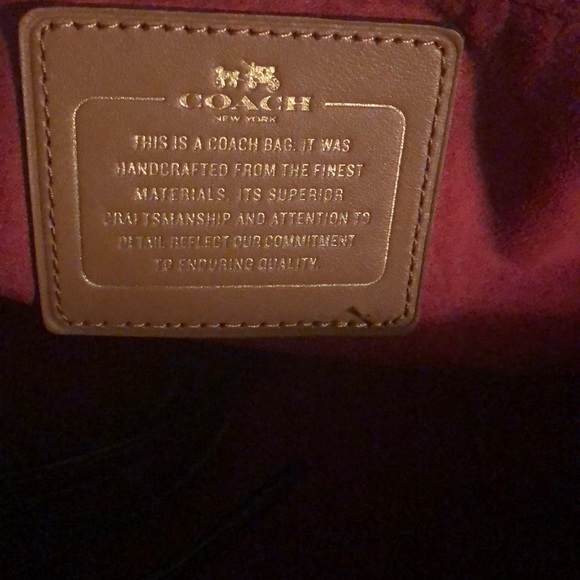 COACH
NEW YORK
THIS IS A COACH BAG. IT WAS
HANDCRAFTED FROM THE FINEST
MATERIALS. ITS SUPERIOR
CRAFTSMANSHIP AND ATTENTION TO
DETAIL REFLECT OUR COMMITMENT
TO ENDURING QUALITY.